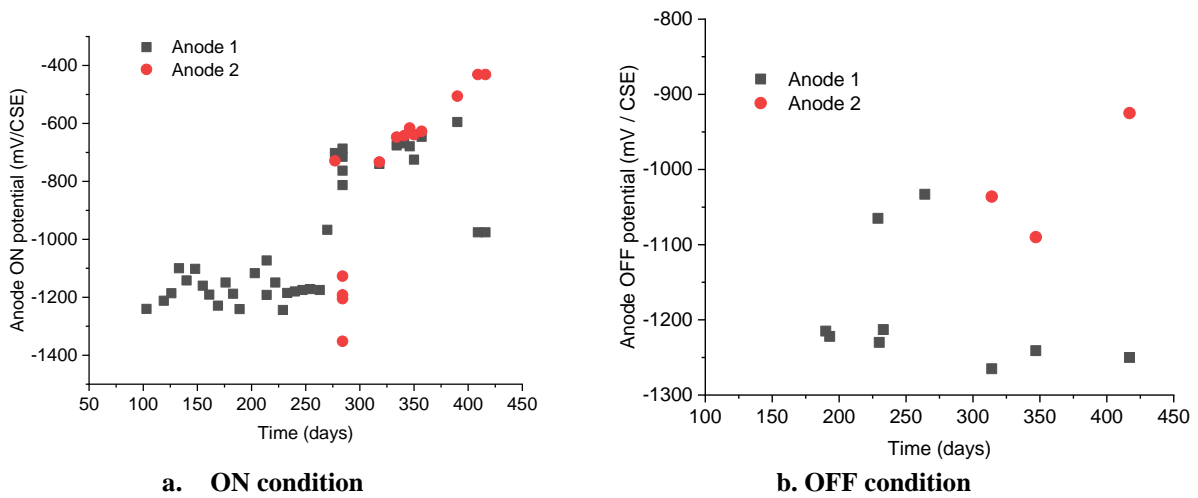 Anode 1
Anode 2
-400
-600
-800
-1000
-1200
-1400
Anode ON potential (mV/CSE)
50 100 150 200 250 300 350 400 450
Time (days)
a. ON condition
-800
-900
-1000
-1100
-1200
-1300
Anode OFF potential (mV / CSE)
Anode 1
Anode 2
100 150 200 250 300 350 400 450
Time (days)
b. OFF condition